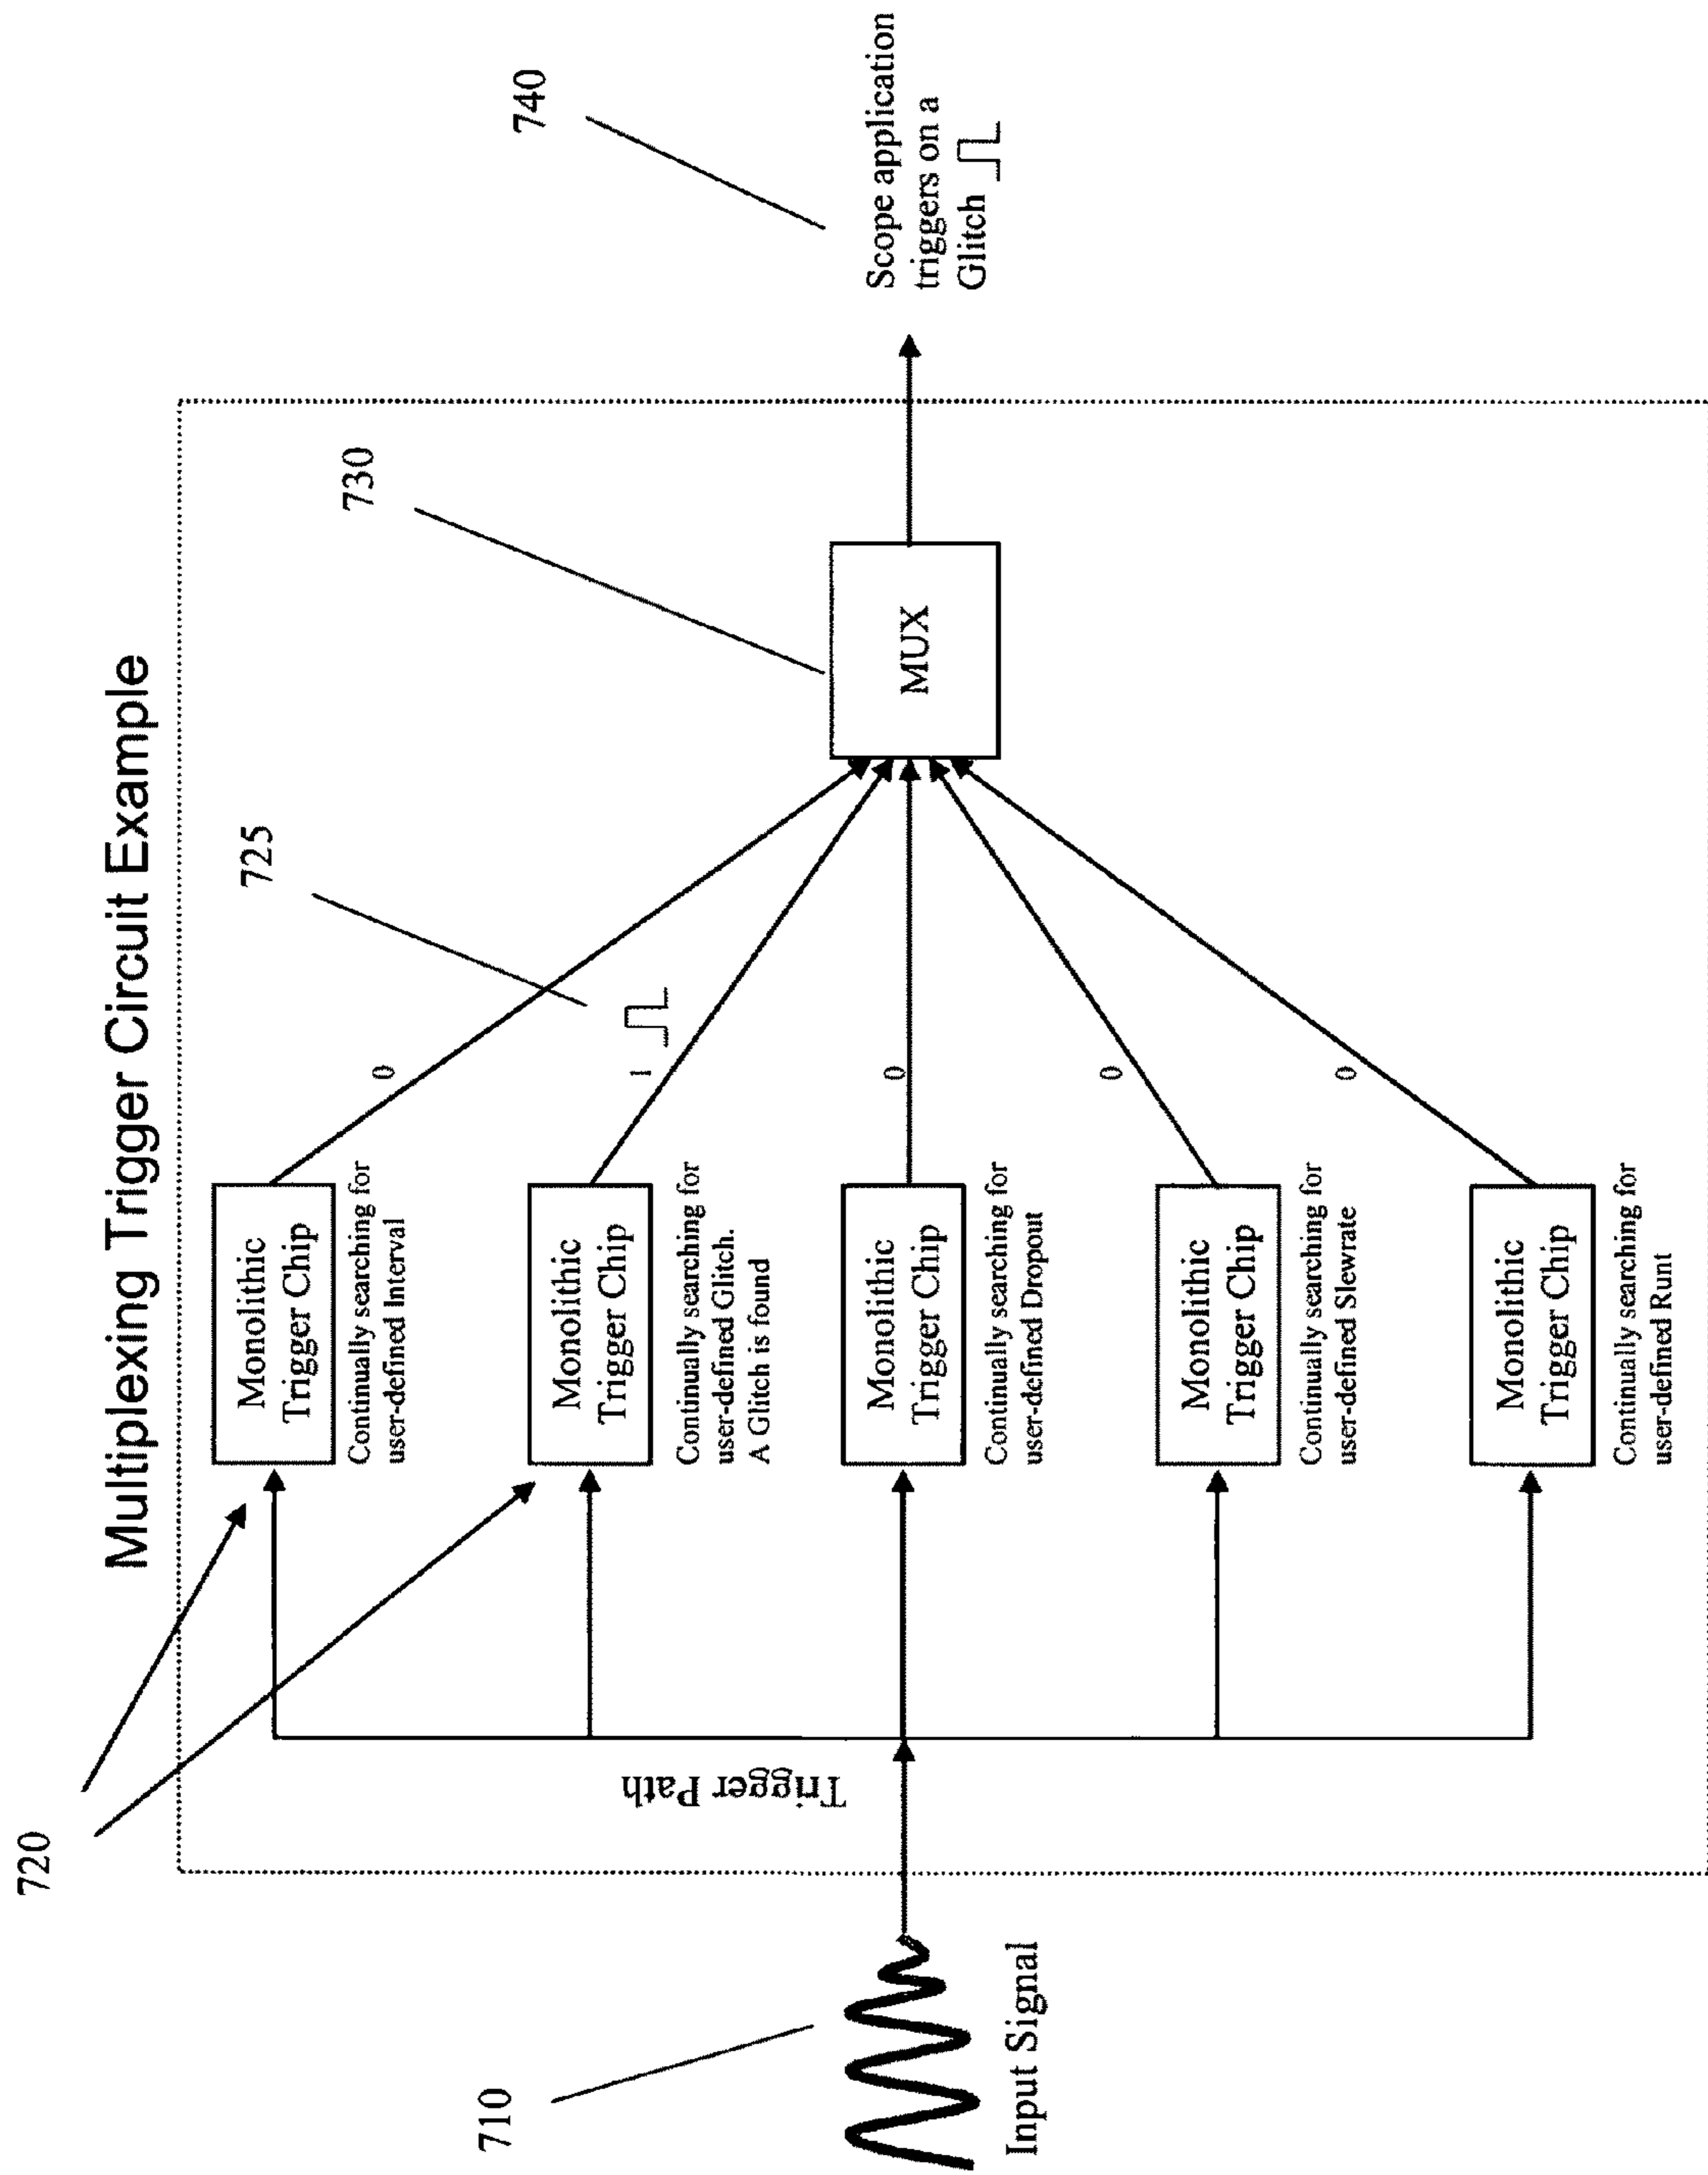 Multiplexing Trigger Circuit Example
720
710
Input Signal
Trigger Path
Monolithic
Trigger Chip
Continually searching for
user-defined Interval
0
Monolithic
Trigger Chip
Continually searching for
user-defined Glitch.
A Glitch is found
1
725
Monolithic
Trigger Chip
Continually searching for
user-defined Dropout
0
Monolithic
Trigger Chip
Continually searching for
user-defined Slewrate
0
Monolithic
Trigger Chip
Continually searching for
user-defined Runt
0
730
MUX
740
Scope application
triggers on a
Glitch